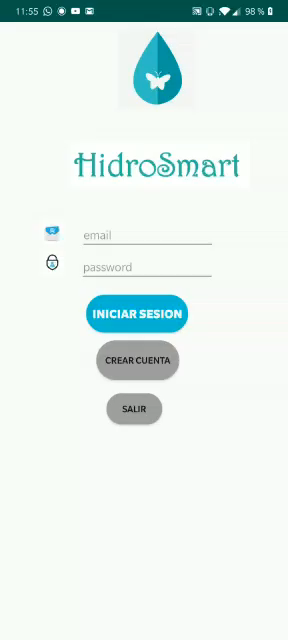 11:55 98 %
HidroSmart
email
password
INICIAR SESION
CREAR CUENTA
SALIR